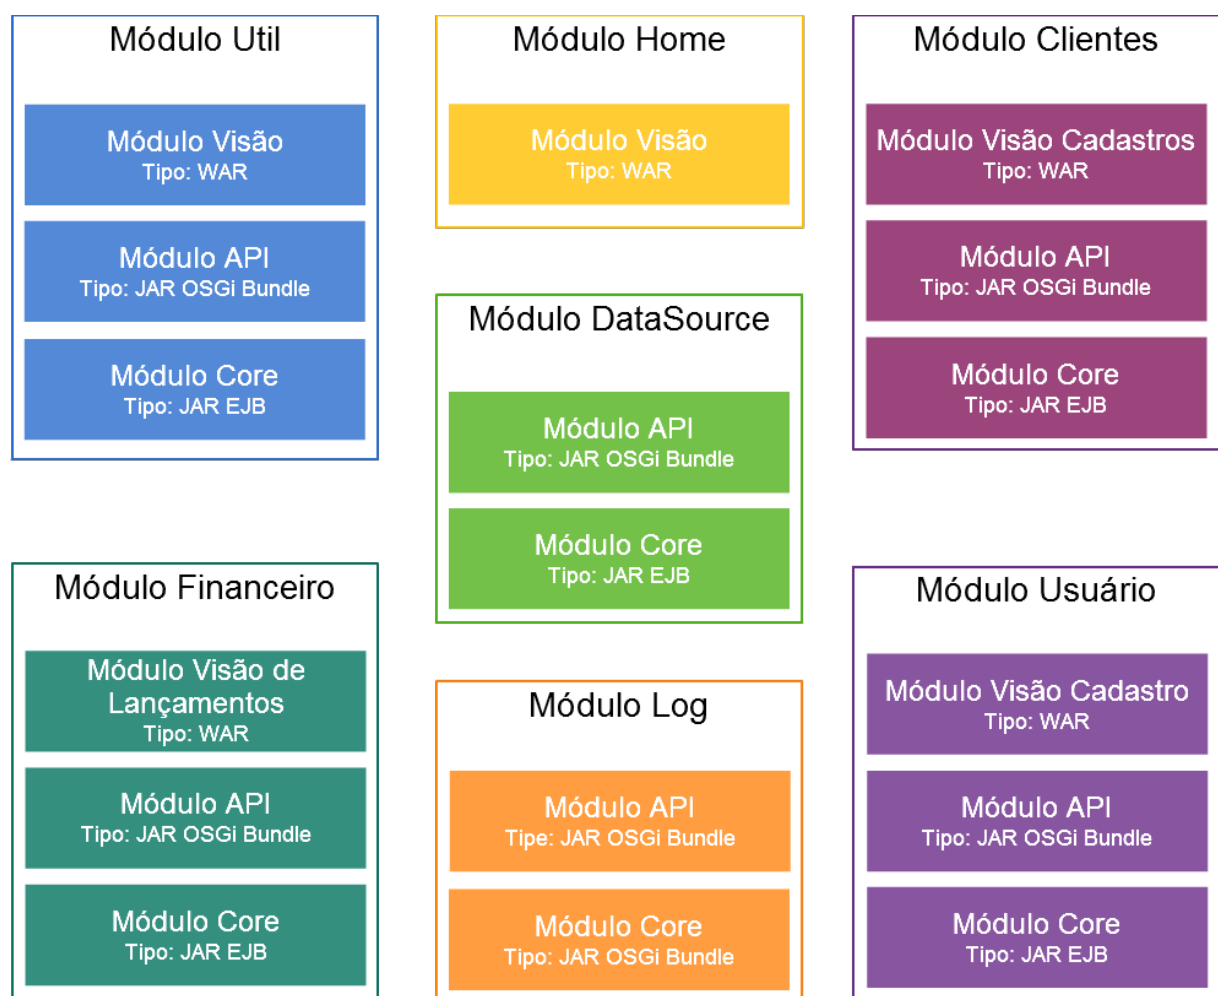 Módulo Util
Módulo Visão
Tipo: WAR
Módulo API
Tipo: JAR OSGi Bundle
Módulo Core
Tipo: JAR EJB
Módulo Home
Módulo Visão
Tipo: WAR
Módulo Clientes
Módulo Visão Cadastros
Tipo: WAR
Módulo API
Tipo: JAR OSGi Bundle
Módulo Core
Tipo: JAR EJB
Módulo DataSource
Módulo API
Tipo: JAR OSGi Bundle
Módulo Core
Tipo: JAR EJB
Módulo Financeiro
Módulo Visão de
Lançamentos
Tipo: WAR
Módulo API
Tipo: JAR OSGi Bundle
Módulo Core
Tipo: JAR EJB
Módulo Log
Módulo API
Tipe: JAR OSGi Bundle
Módulo Core
Tipo: JAR OSGi Bundle
Módulo Usuário
Módulo Visão Cadastro
Tipo: WAR
Módulo API
Tipo: JAR OSGi Bundle
Módulo Core
Tipo: JAR EJB